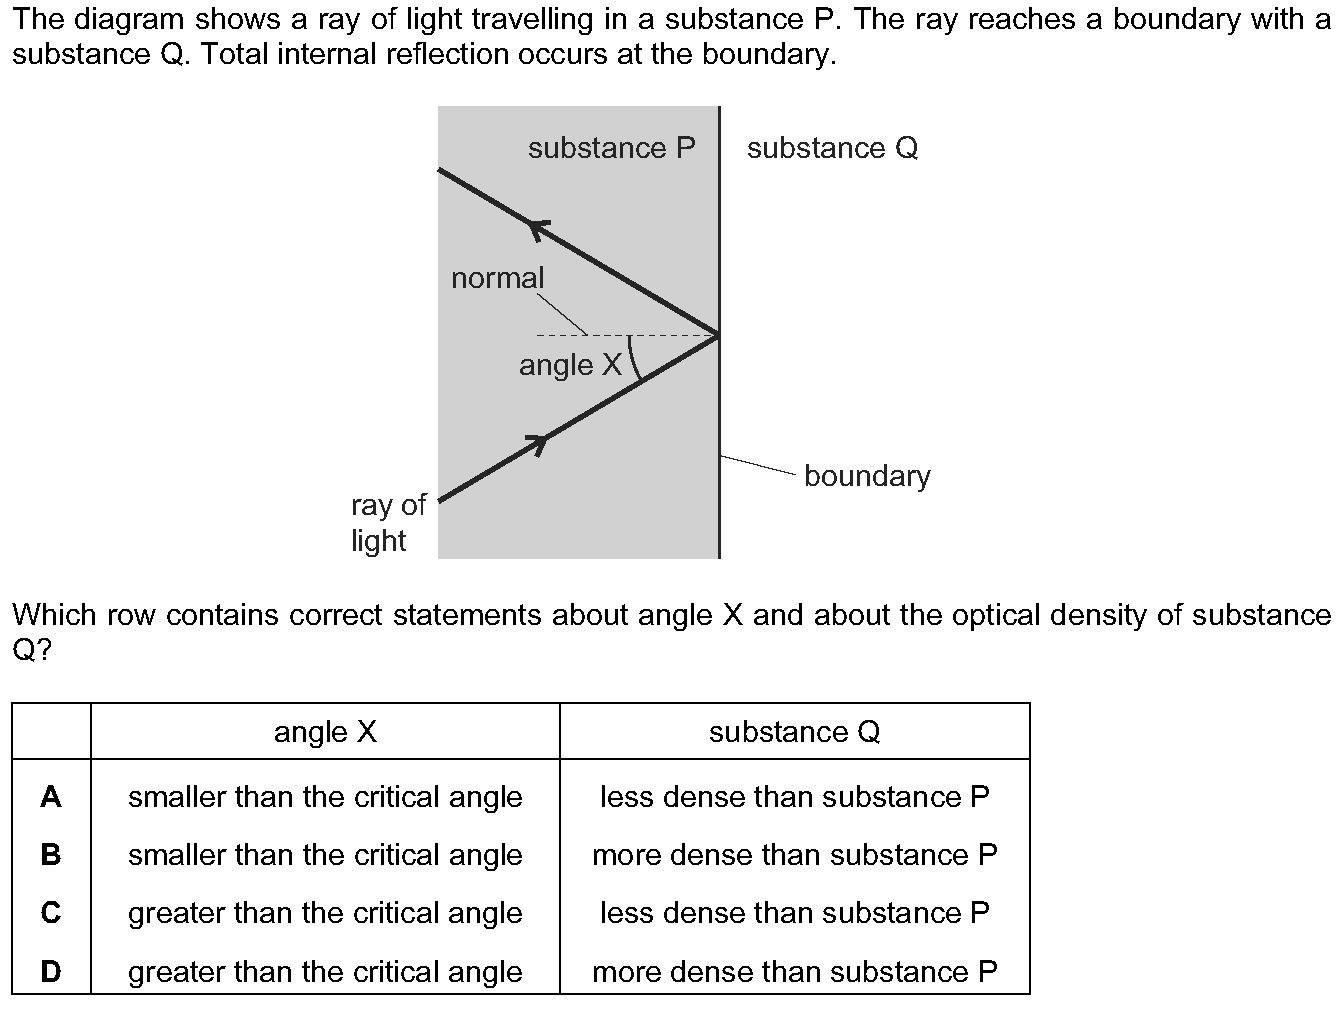 The diagram shows a ray of light travelling in a substance P. The ray reaches a boundary with a
substance Q. Total internal reflection occurs at the boundary.
substance P
substance Q
normal
angle X
boundary
ray of
light
Which row contains correct statements about angle X and about the optical density of substance
Q?
angle X substance Q
A smaller than the critical angle less dense than substance P
B smaller than the critical angle more dense than substance P
C greater than the critical angle less dense than substance P
D greater than the critical angle more dense than substance P